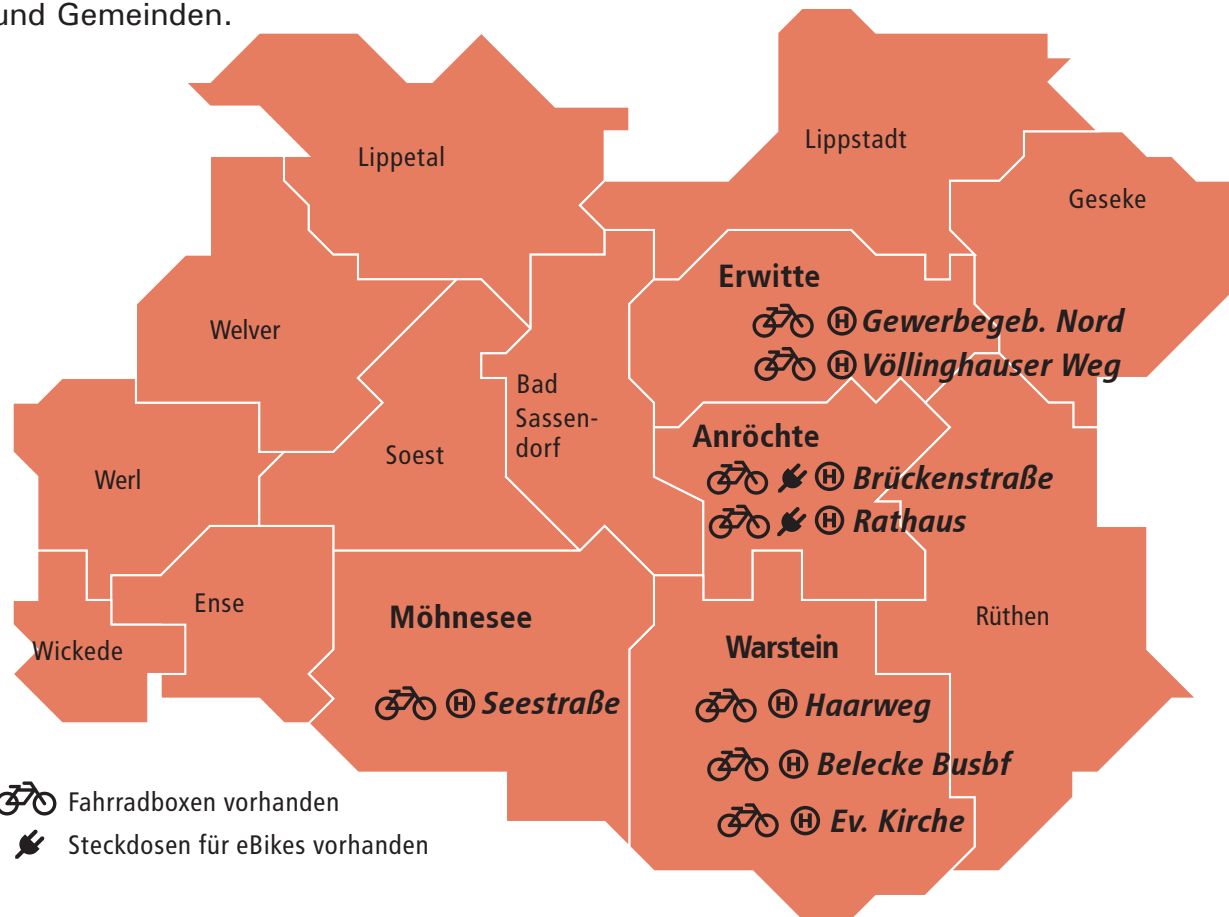 und Gemeinden.
Lippetal
Lippstadt
Geseke
Erwitte
H Gewerbegeb. Nord
H Völlinghauser Weg
Welver
Bad
Sassen-
dorf
Soest
Werl
Anröchte
H Brückenstraße
H Rathaus
Ense
Wickede
Möhnesee
H Seestraße
Warstein
H Haarweg
H Belecke Busbf
H Ev. Kirche
Rüthen
Fahrradboxen vorhanden
Steckdosen für eBikes vorhanden